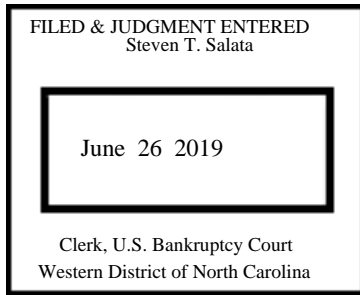 FILED & JUDGMENT ENTERED
Steven T. Salata
June 26 2019
Clerk, U.S. Bankruptcy Court
Western District of North Carolina